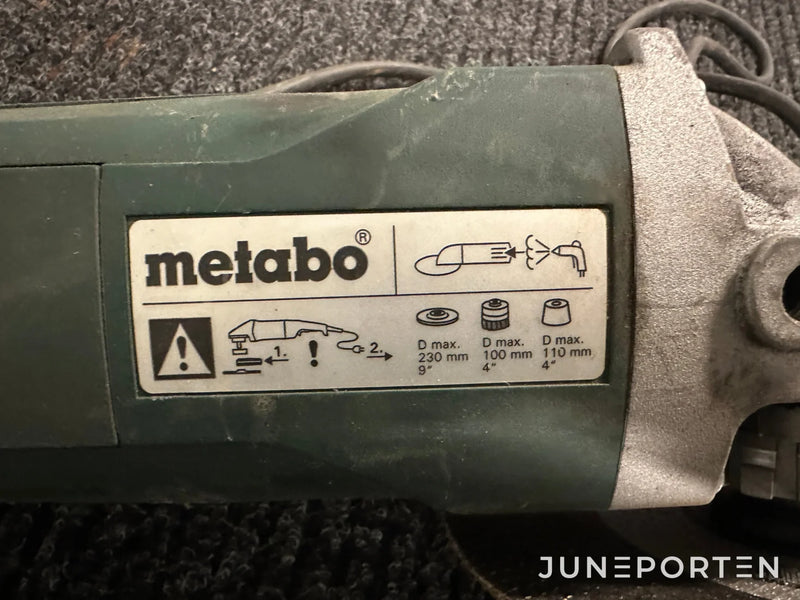 metabo®
1.
2.
D max.
230 mm
9"
D max.
100 mm
4"
D max.
110 mm
4"
JUNEPORTEN